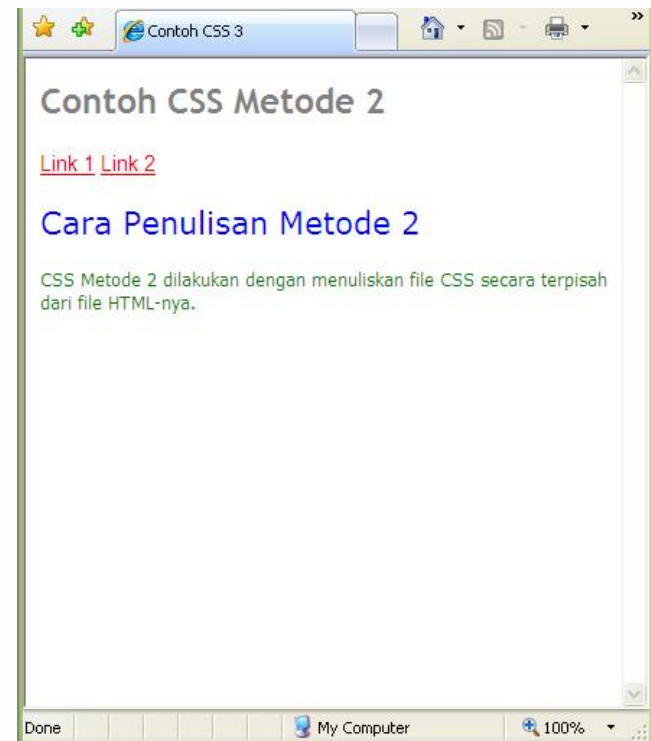 Contoh CSS 3
»
Contoh CSS Metode 2
Link 1 Link 2
Cara Penulisan Metode 2
CSS Metode 2 dilakukan dengan menuliskan file CSS secara terpisah
dari file HTML-nya.
Done My Computer 100%